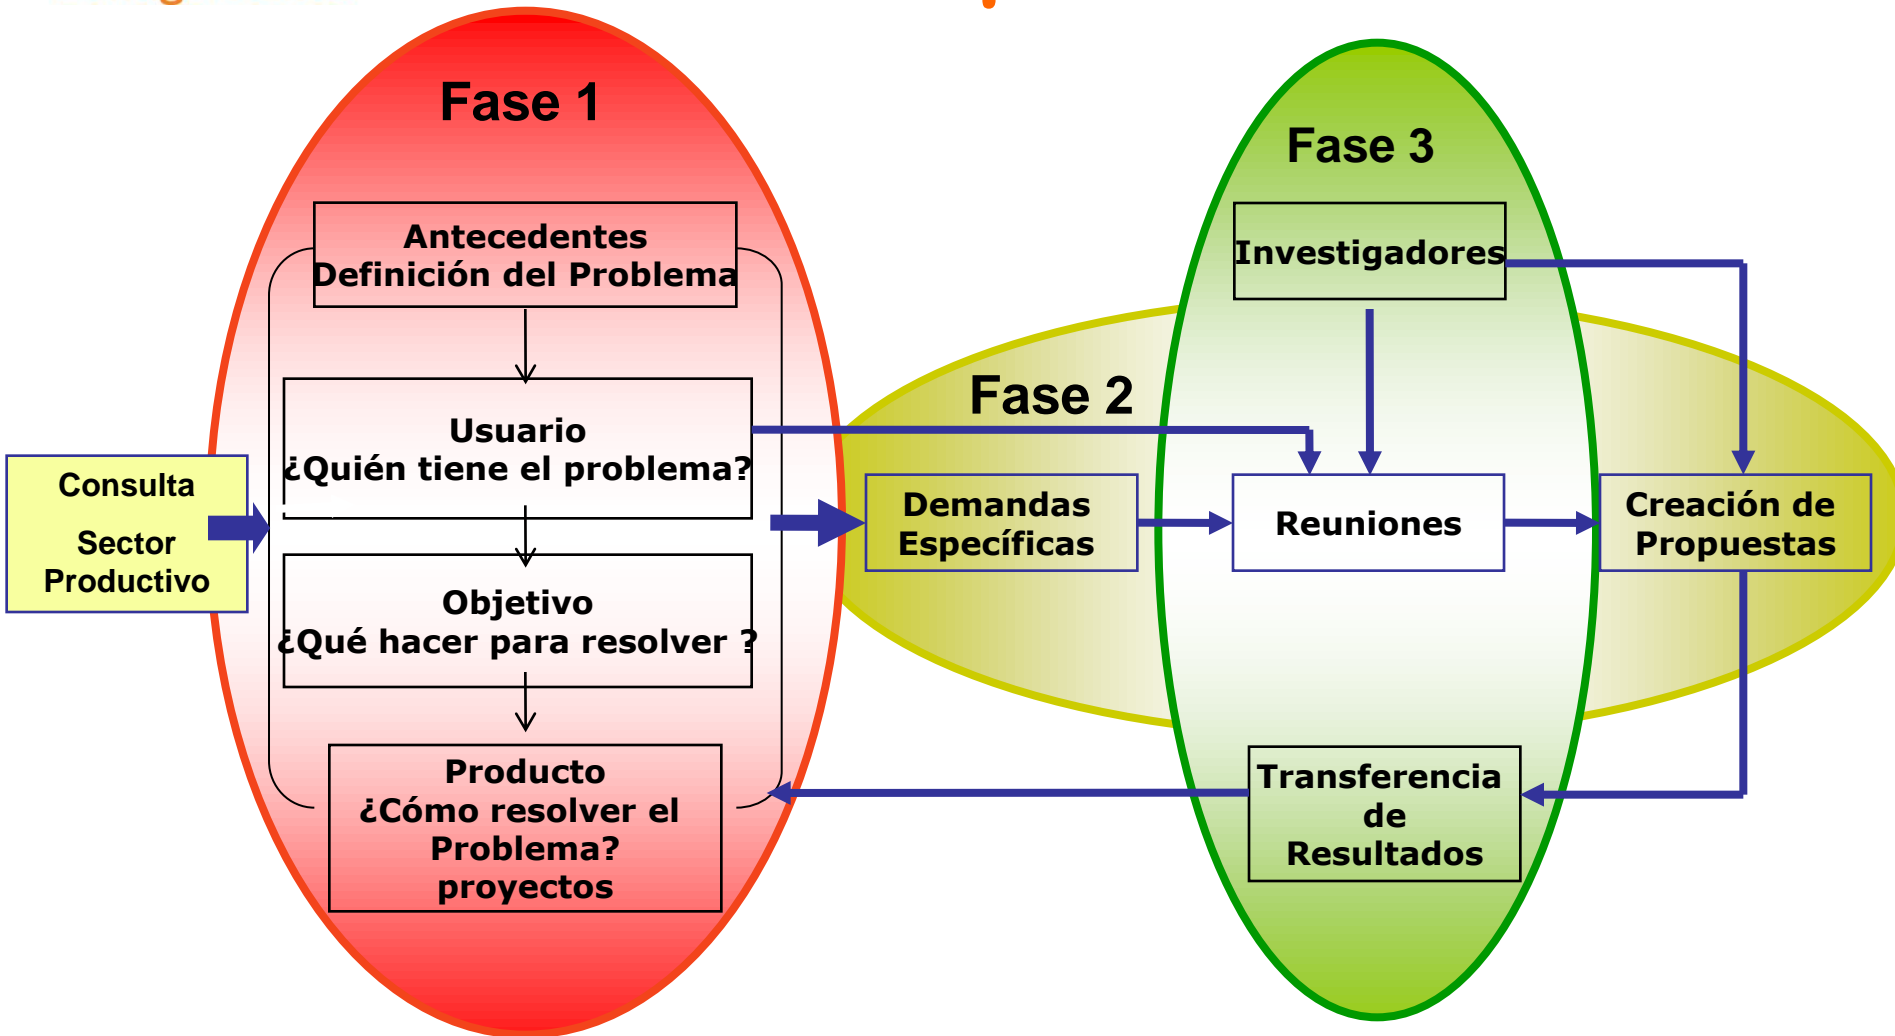 Fase 1
Antecedentes
Definición del Problema
Usuario
¿Quién tiene el problema?
Consulta
Sector
Productivo
Objetivo
¿Qué hacer para resolver ?
Producto
¿Cómo resolver el
Problema?
proyectos
Fase 2
Demandas
Específicas
Fase 3
Investigadores
Reuniones
Creación de
Propuestas
Transferencia
de
Resultados